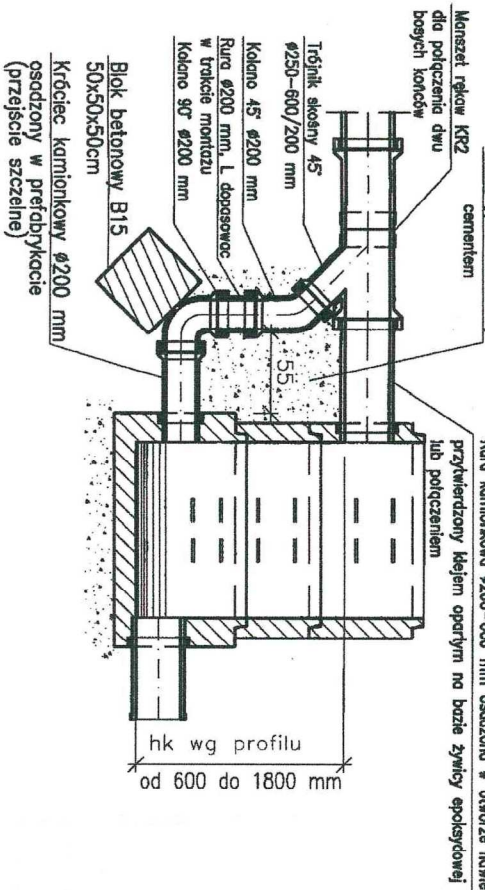 Manszet rękaw KR2
dla połączenia dwu
bosych końców
cementem
przytwierdzony klejem opartym na bazie żywicy epoksydowej
lub połączeniem
Trójnik skośny 45°
ø250-600/200 mm
Kolano 45° ø200 mm
Rura ø200 mm, L dopasować
w trakcie montażu
Kolano 90° ø200 mm
Blok betonowy B15
50x50x50cm
Króciec kamionkowy ø200 mm
osadzony w prefabrykacie
(przejście szczelne)
55
hk wg profilu
od 600 do 1800 mm